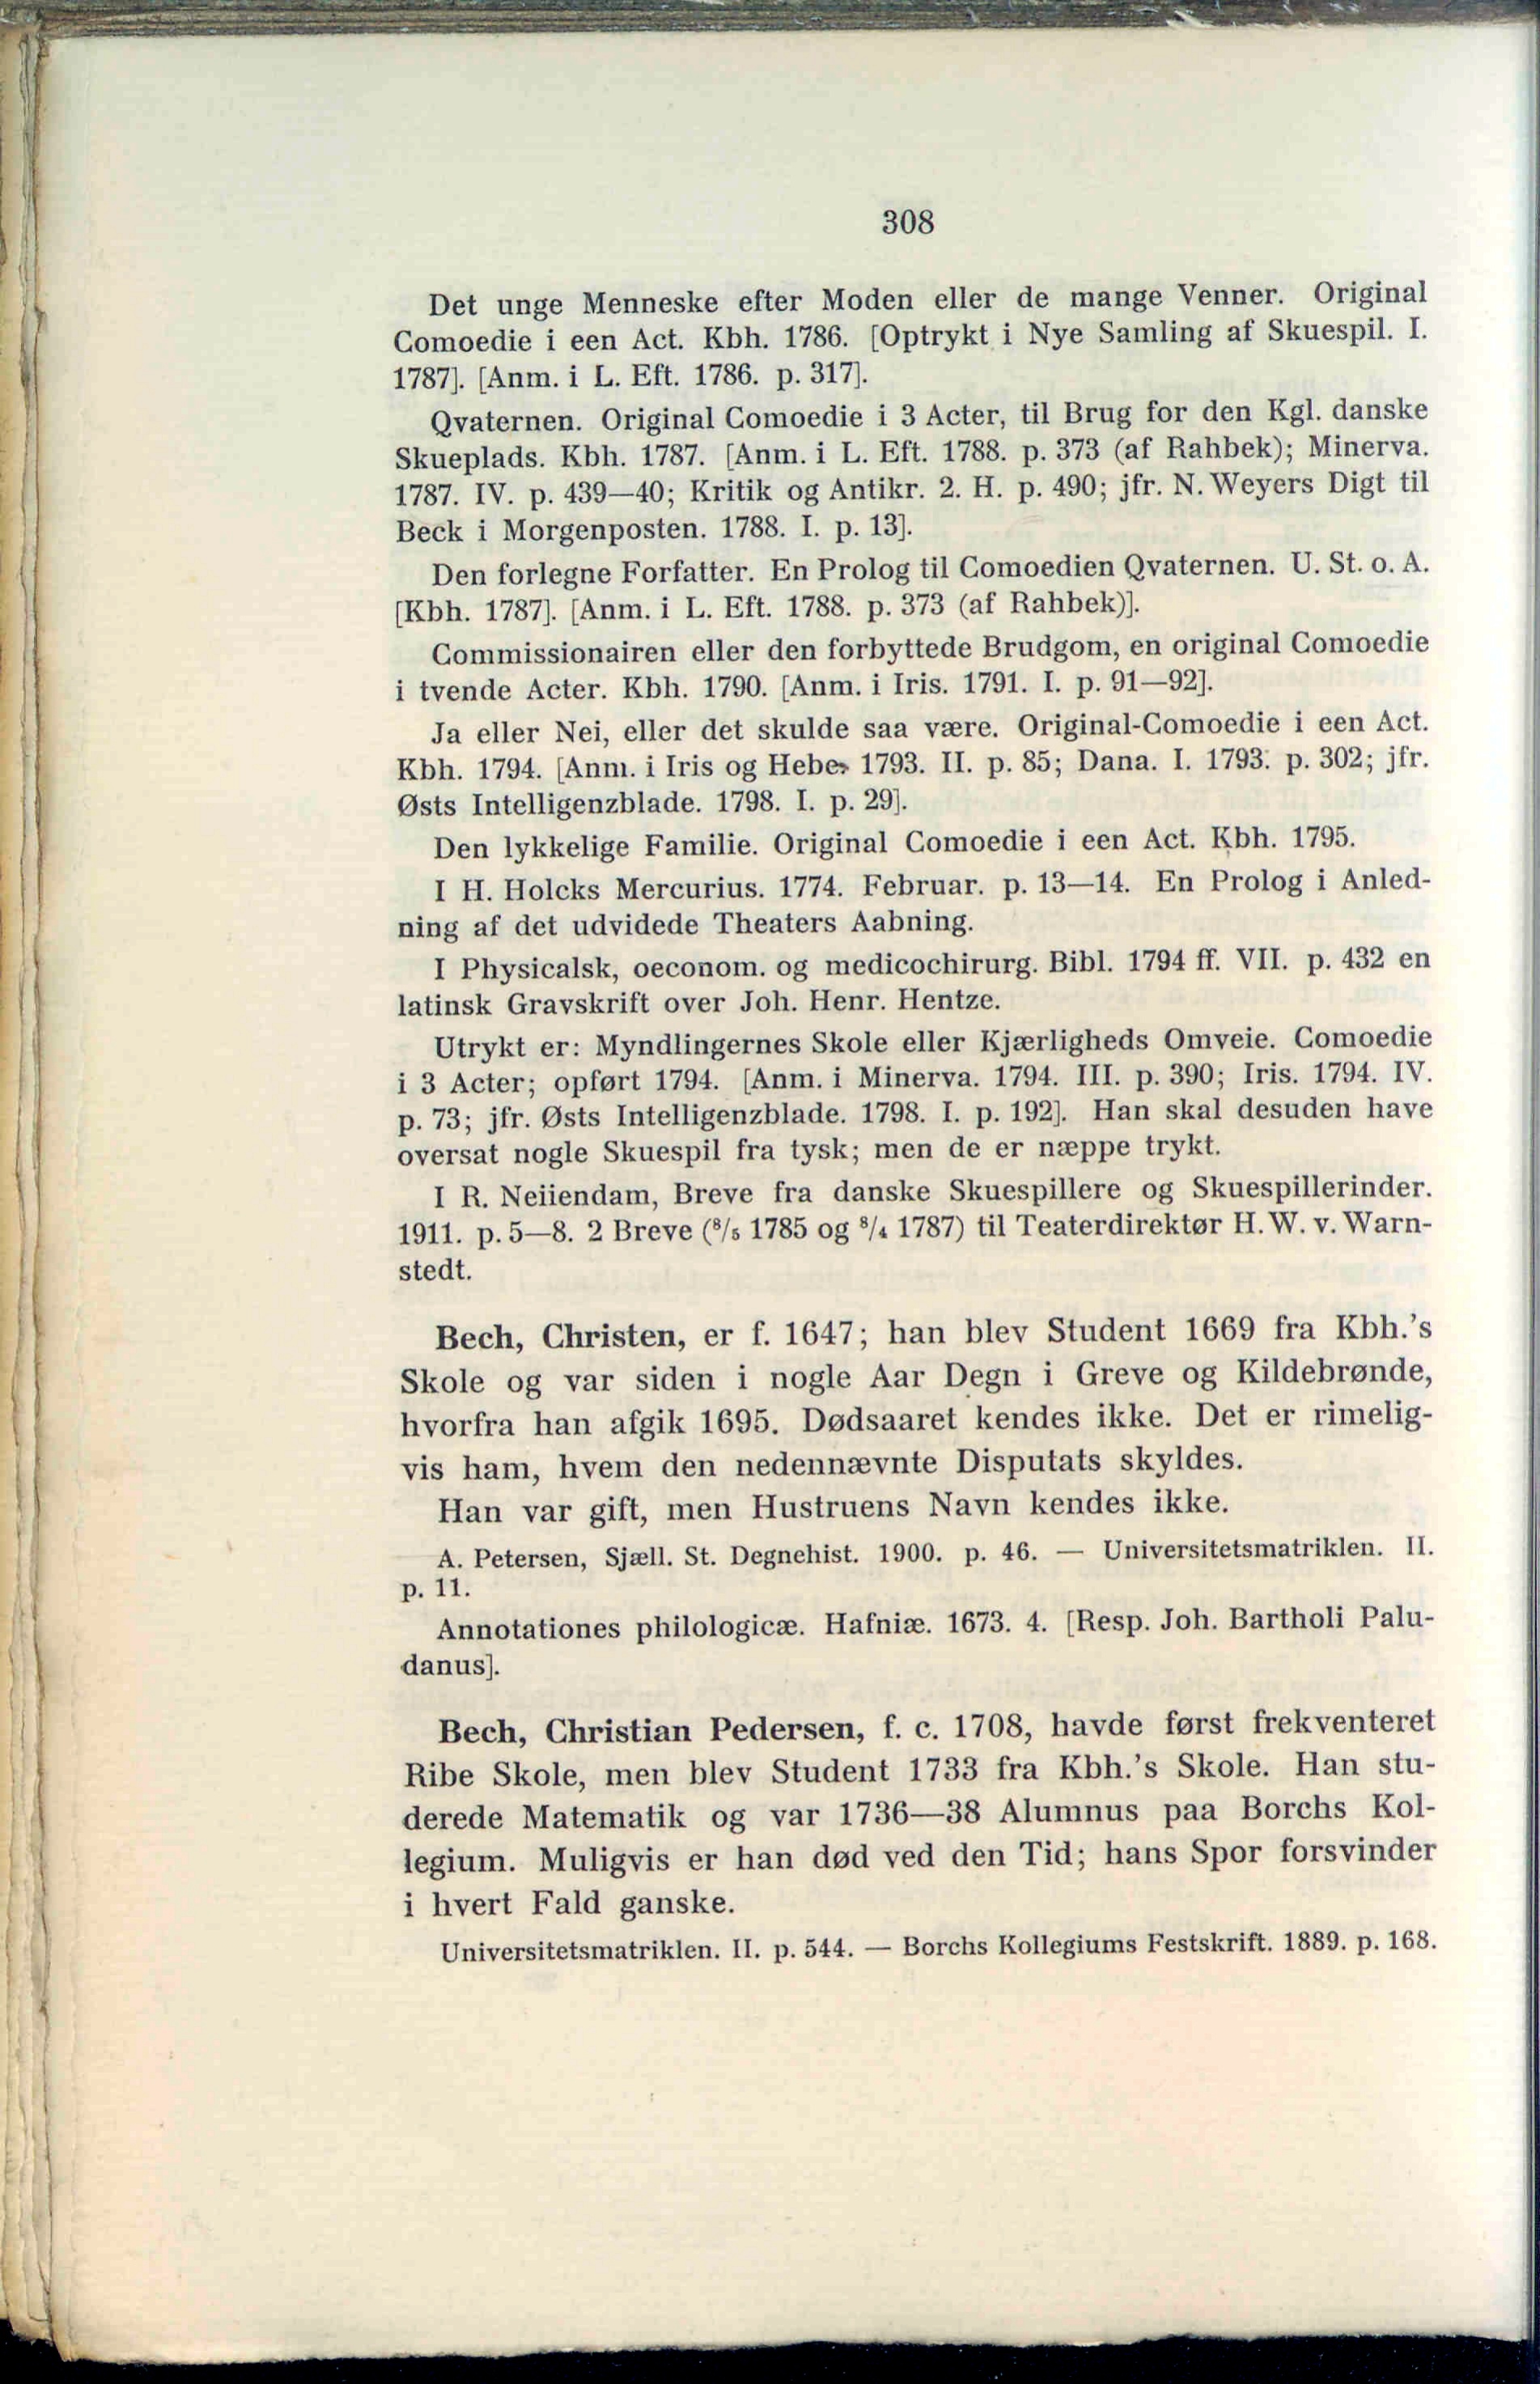 308
Det unge Menneske efter Moden eller de mange Venner. Original
Comoedie i een Act. Kbh. 1786. [Optrykt i Nye Samling af Skuespil. I.
1787]. [Anm. i L. Eft. 1786. p. 317].
Qvaternen. Original Comoedie i 3 Acter, til Brug for den Kgl. danske
Skueplads. Kbh. 1787. [Anm. i L. Eft. 1788. p. 373 (af Rahbek); Minerva.
1787. IV. p. 439—40; Kritik og Antikr. 2. H. p. 490; jfr. N. Weyers Digt til
Beck i Morgenposten. 1788. I. p. 13].
Den forlegne Forfatter. En Prolog til Comoedien Qvaternen. U. St. o. A.
[Kbh. 1787]. [Anm. i L. Eft. 1788. p. 373 (af Rahbek)].
Commissionairen eller den forbyttede Brudgom, en original Comoedie
i tvende Acter. Kbh. 1790. [Anm. i Iris. 1791. I. p. 91—92].
Ja eller Nei, eller det skulde saa være. Original-Comoedie i een Act.
Kbh. 1794. [Anm. i Iris og Hebe. 1793. II. p. 85; Dana. I. 1793. p. 302; jfr.
Østs Intelligenzblade. 1798. I. p. 29].
Den lykkelige Familie. Original Comoedie i een Act. Kbh. 1795.
I H. Holcks Mercurius. 1774. Februar. p. 13—14. En Prolog i Anled-
ning af det udvidede Theaters Aabning.
I Physicalsk, oeconom. og medicochirurg. Bibl. 1794 ff. VII. p. 432 en
latinsk Gravskrift over Joh. Henr. Hentze.
Utrykt er: Myndlingernes Skole eller Kjærligheds Omveie. Comoedie
i 3 Acter; opført 1794. [Anm. i Minerva. 1794. III. p. 390; Iris. 1794. IV.
p. 73; jfr. Østs Intelligenzblade. 1798. I. p. 192]. Han skal desuden have
oversat nogle Skuespil fra tysk; men de er næppe trykt.
I R. Neiiendam, Breve fra danske Skuespillere og Skuespillerinder.
1911. p. 5—8. 2 Breve (8/5 1785 og 8/4 1787) til Teaterdirektør H. W. v. Warn-
stedt.
Bech, Christen, er f. 1647; han blev Student 1669 fra Kbh.'s
Skole og var siden i nogle Aar Degn i Greve og Kildebrønde,
hvorfra han afgik 1695. Dødsaaret kendes ikke. Det er rimelig-
vis ham, hvem den nedennævnte Disputats skyldes.
Han var gift, men Hustruens Navn kendes ikke.
A. Petersen, Sjæll. St. Degnehist. 1900. p. 46. — Universitetsmatriklen. II.
p. 11.
Annotationes philologicæ. Hafniæ. 1673. 4. [Resp. Joh. Bartholi Palu-
danus].
Bech, Christian Pedersen, f. c. 1708, havde først frekventeret
Ribe Skole, men blev Student 1733 fra Kbh.'s Skole. Han stu-
derede Matematik og var 1736—38 Alumnus paa Borchs Kol-
legium. Muligvis er han død ved den Tid; hans Spor forsvinder
i hvert Fald ganske.
Universitetsmatriklen. II. p. 544. — Borchs Kollegiums Festskrift. 1889. p. 168.